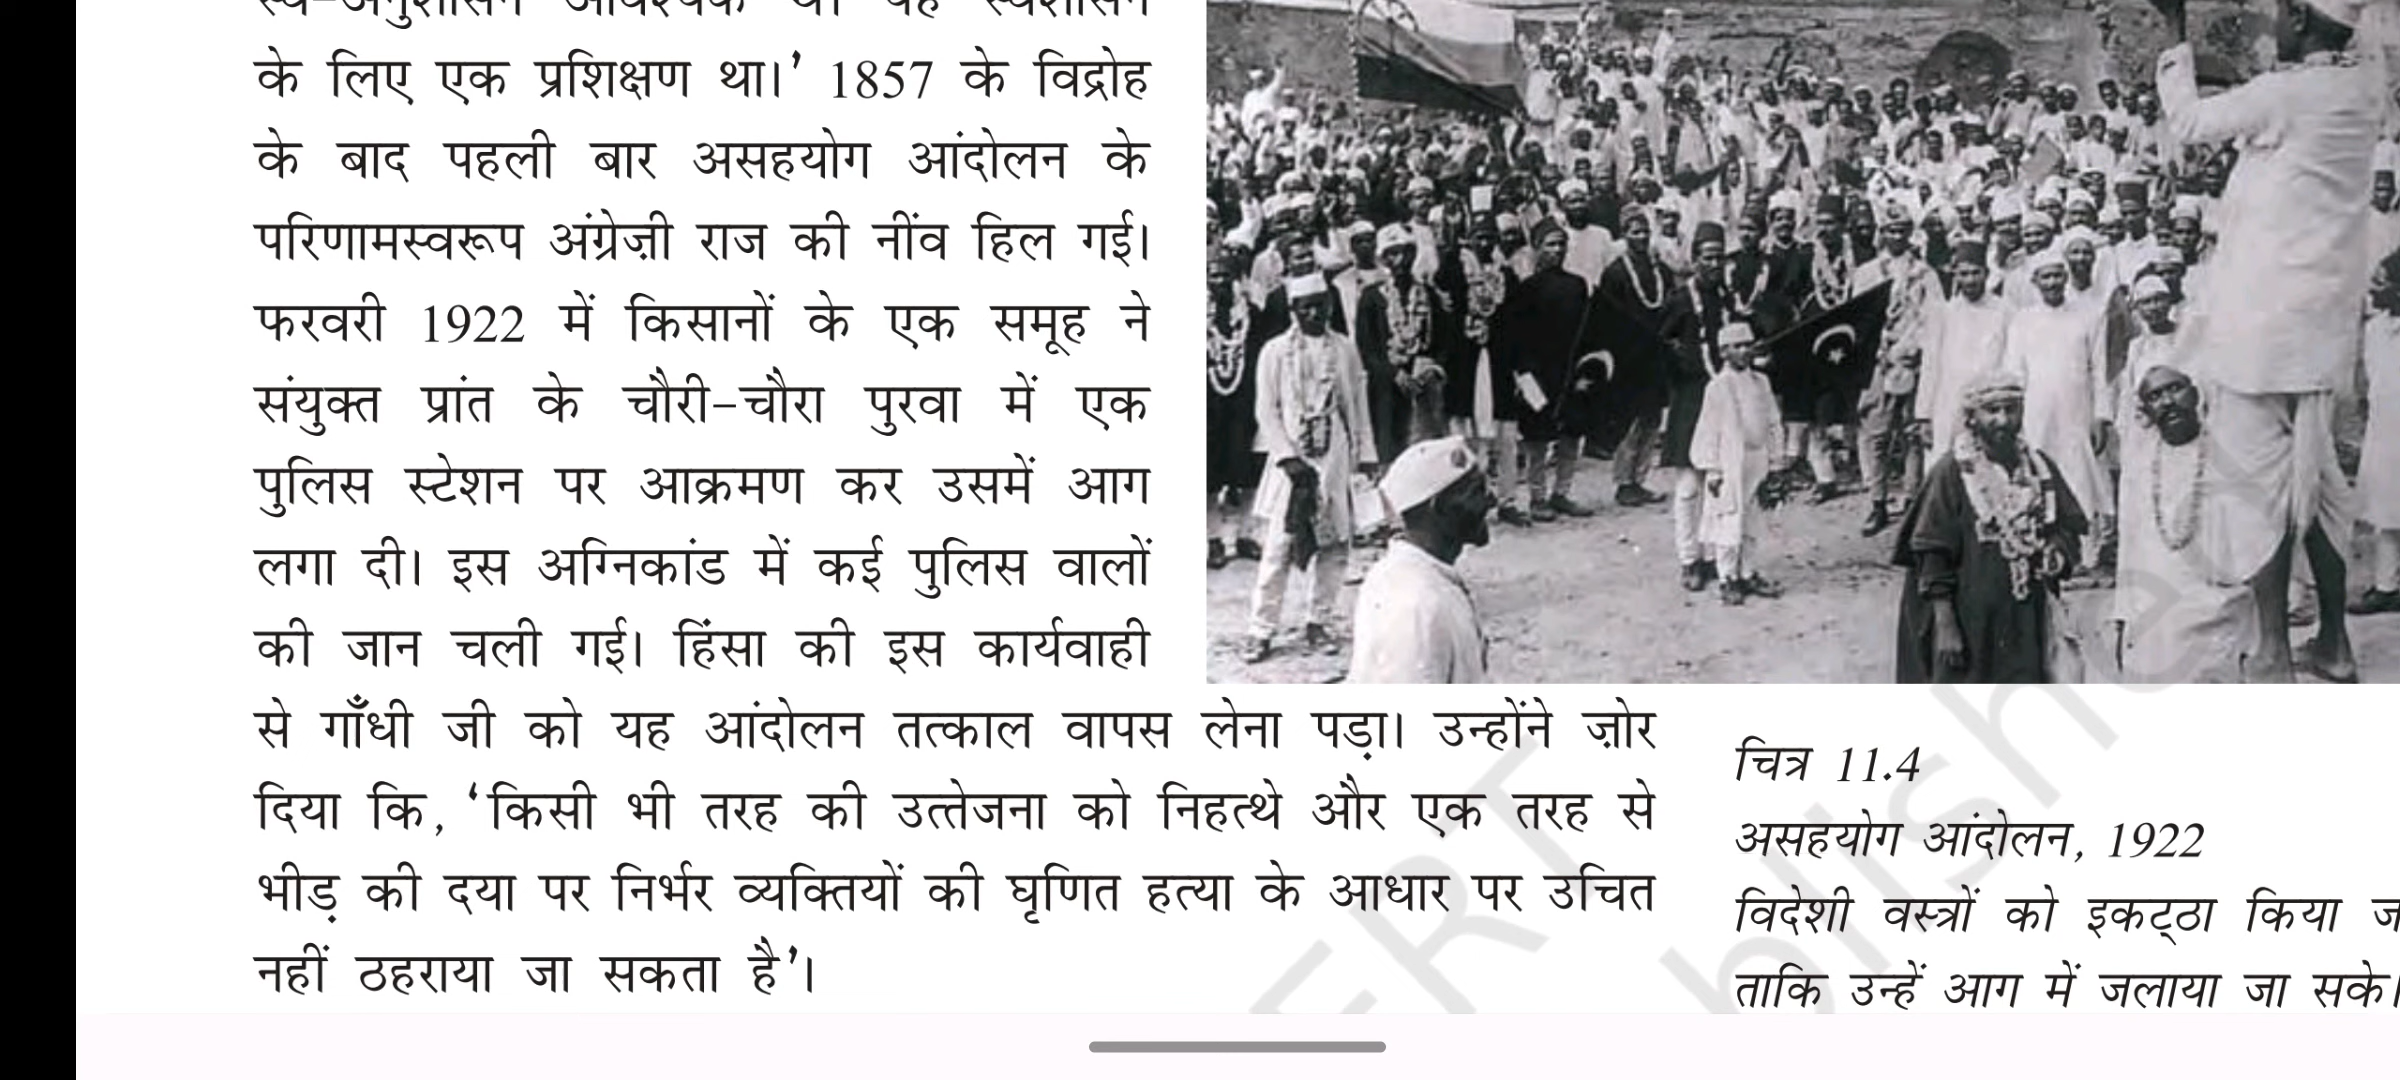 के लिए एक प्रशिक्षण था।' 1857 के विद्रोह
के बाद पहली बार असहयोग आंदोलन के
परिणामस्वरूप अंग्रेज़ी राज की नींव हिल गई।
फरवरी 1922 में किसानों के एक समूह ने
संयुक्त प्रांत के चौरी-चौरा पुरवा में एक
पुलिस स्टेशन पर आक्रमण कर उसमें आग
लगा दी। इस अग्निकांड में कई पुलिस वालों
की जान चली गई। हिंसा की इस कार्यवाही
से गाँधी जी को यह आंदोलन तत्काल वापस लेना पड़ा। उन्होंने ज़ोर
दिया कि, 'किसी भी तरह की उत्तेजना को निहत्थे और एक तरह से
भीड़ की दया पर निर्भर व्यक्तियों की घृणित हत्या के आधार पर उचित
नहीं ठहराया जा सकता है'।
चित्र 11.4
असहयोग आंदोलन, 1922
विदेशी वस्त्रों को इकट्ठा किया
ताकि उन्हें आग में जलाया जा सके।